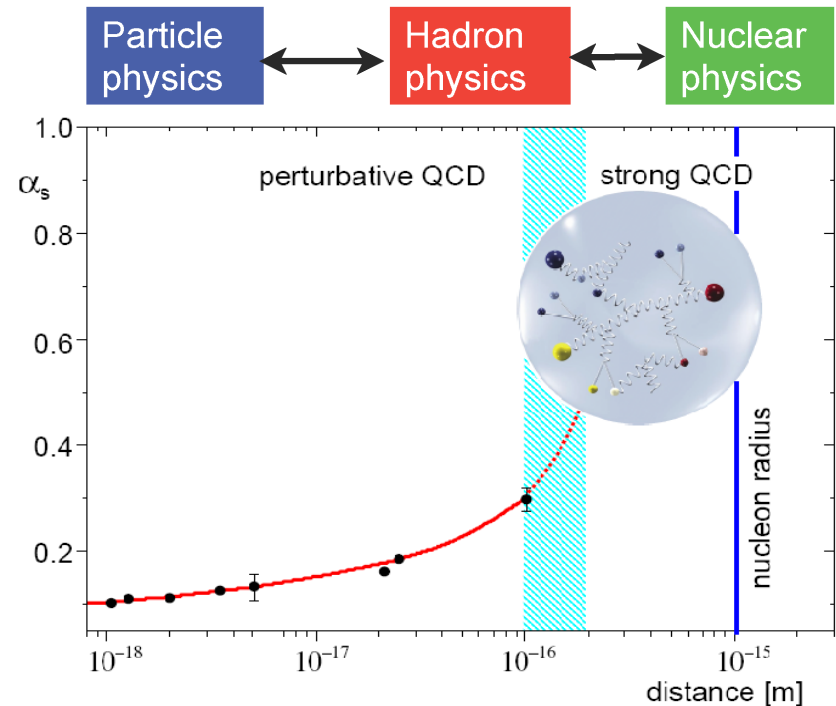 Particle
physics
Hadron
physics
Nuclear
physics
1.0
αs
perturbative QCD
strong QCD
0.8
0.6
0.4
0.2
nucleon radius
10−18
10−17
10−16
10−15
distance [m]